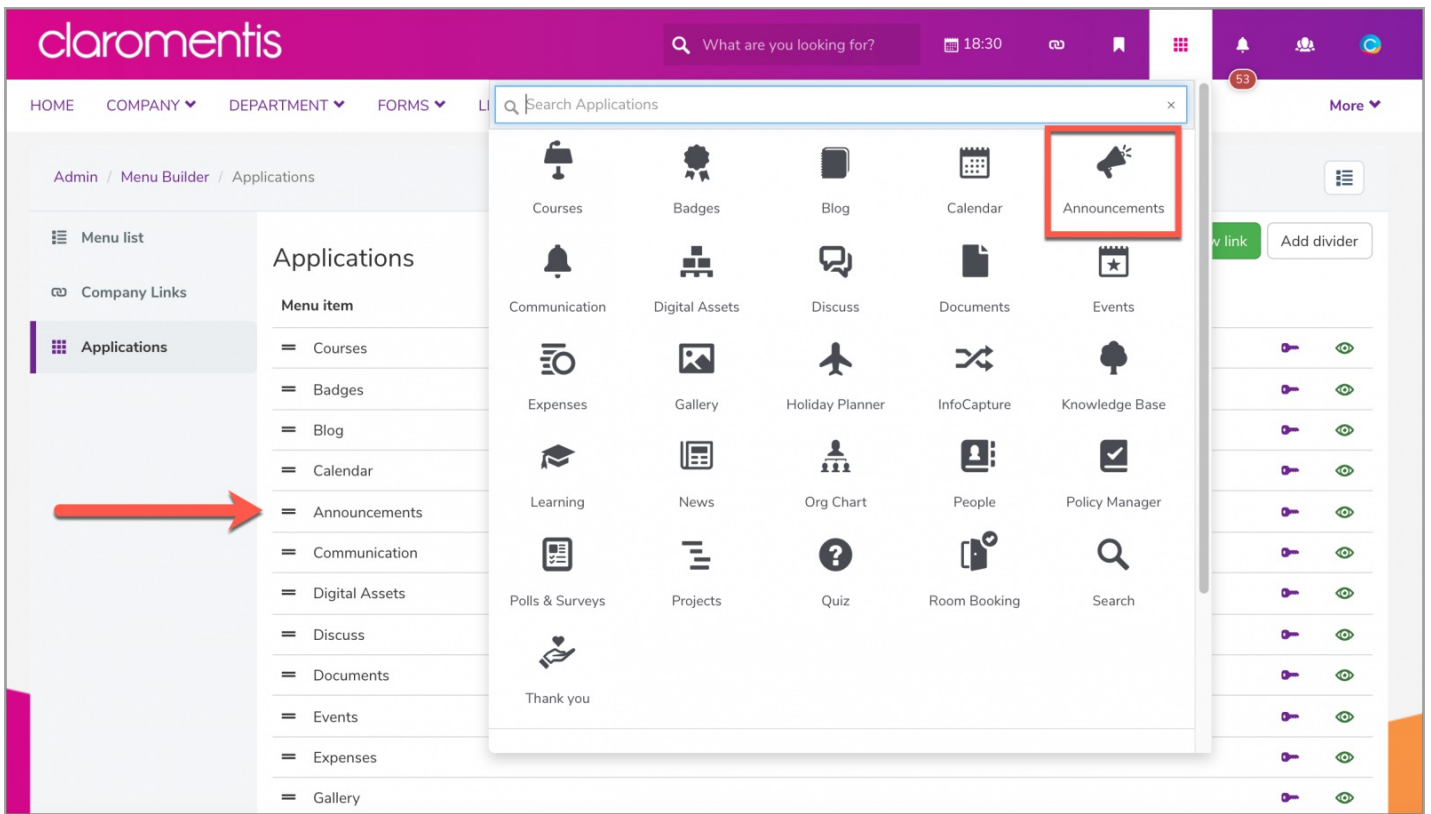 claromentis
What are you looking for?
18:30
53
HOME COMPANY DEPARTMENT FORMS
More
Search Applications
Admin / Menu Builder / Applications
Menu list
Company Links
Applications
Applications
link
Add divider
Menu item
Courses
Badges
Blog
Calendar
Announcements
Communication
Digital Assets
Discuss
Documents
Events
Expenses
Gallery
Courses Badges Blog Calendar Announcements
Communication Digital Assets Discuss Documents Events
Expenses Gallery Holiday Planner InfoCapture Knowledge Base
Learning News Org Chart People Policy Manager
Polls & Surveys Projects Quiz Room Booking Search
Thank you